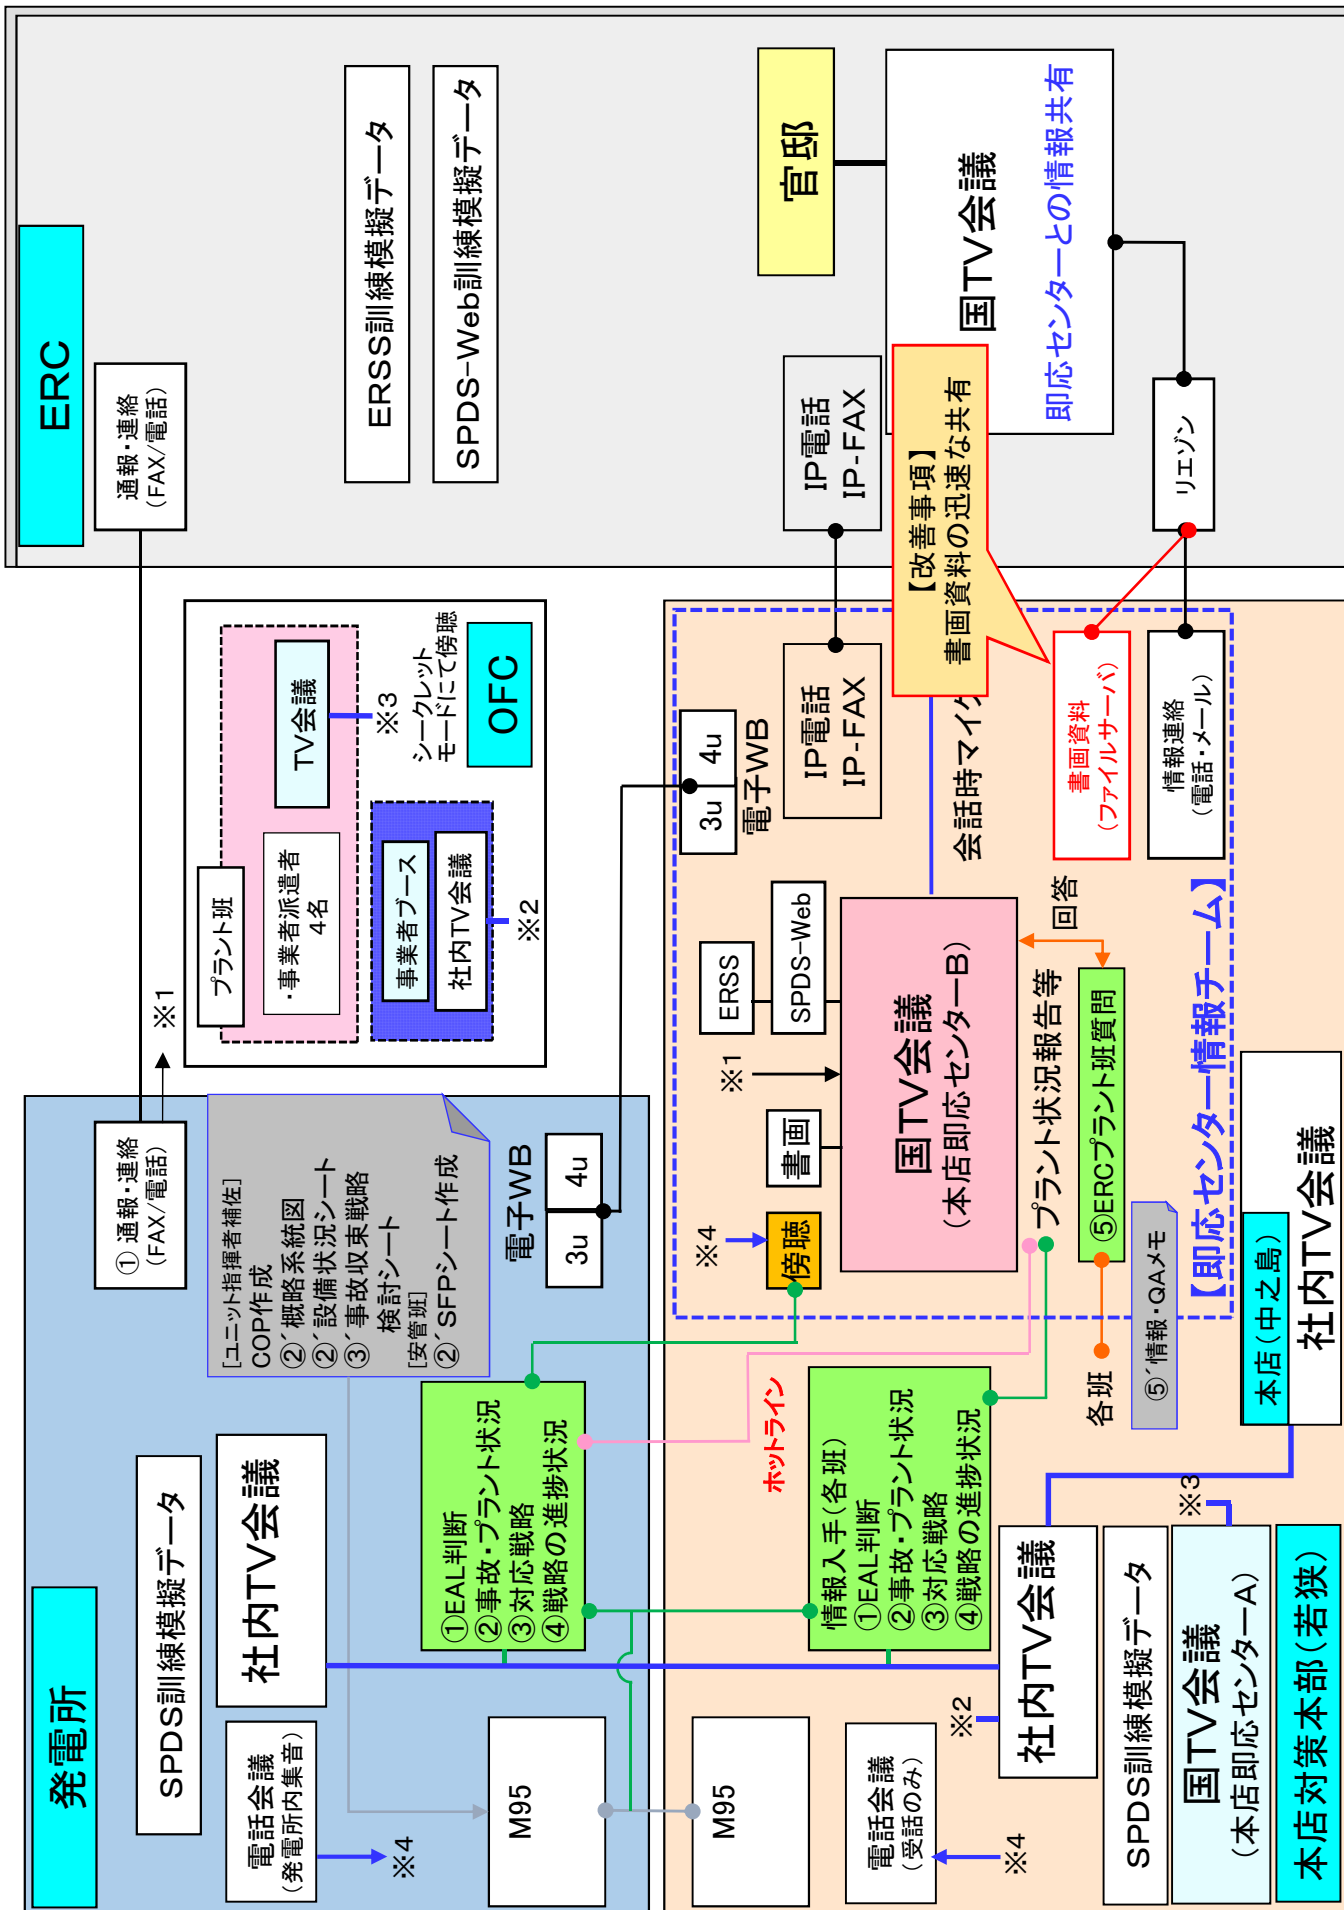 発電所
SPDS訓練模擬データ
社内TV会議
電話会議
(発電所内集音)
※4
M95
①EAL判断
②事故・プラント状況
③対応戦略
④戦略の進捗状況
[ユニット指揮者補佐]
COP作成
②´概略系統図
②´設備状況シート
③´事故収束戦略
検討シート
[安管班]
②´SFPシート作成
① 通報・連絡
(FAX/電話)
※1
電子WB
3u
4u
プラント班
・事業者派遣者
4名
TV会議
※3
シークレット
モードにて傍聴
事業者ブース
社内TV会議
※2
OFC
ERC
通報・連絡
(FAX/電話)
ERSS訓練模擬データ
SPDS-Web訓練模擬データ
官邸
国TV会議
即応センターとの情報共有
IP電話
IP-FAX
リエゾン
【改善事項】
書画資料の迅速な共有
M95
電話会議
(受話のみ)
※4
情報入手(各班)
①EAL判断
②事故・プラント状況
③対応戦略
④戦略の進捗状況
ホットライン
※2
社内TV会議
SPDS訓練模擬データ
国TV会議
(本店即応センターA)
※3
本店対策本部(若狭)
本店(中之島)
社内TV会議
各班
⑤´情報・QAメモ
【即応センター情報チーム】
※4
傍聴
書画
※1
ERSS
SPDS-Web
国TV会議
(本店即応センターB)
プラント状況報告等
⑤ERCプラント班質問
回答
3u
4u
電子WB
IP電話
IP-FAX
会話時マイク
書画資料
(ファイルサーバ)
情報連絡
(電話・メール)